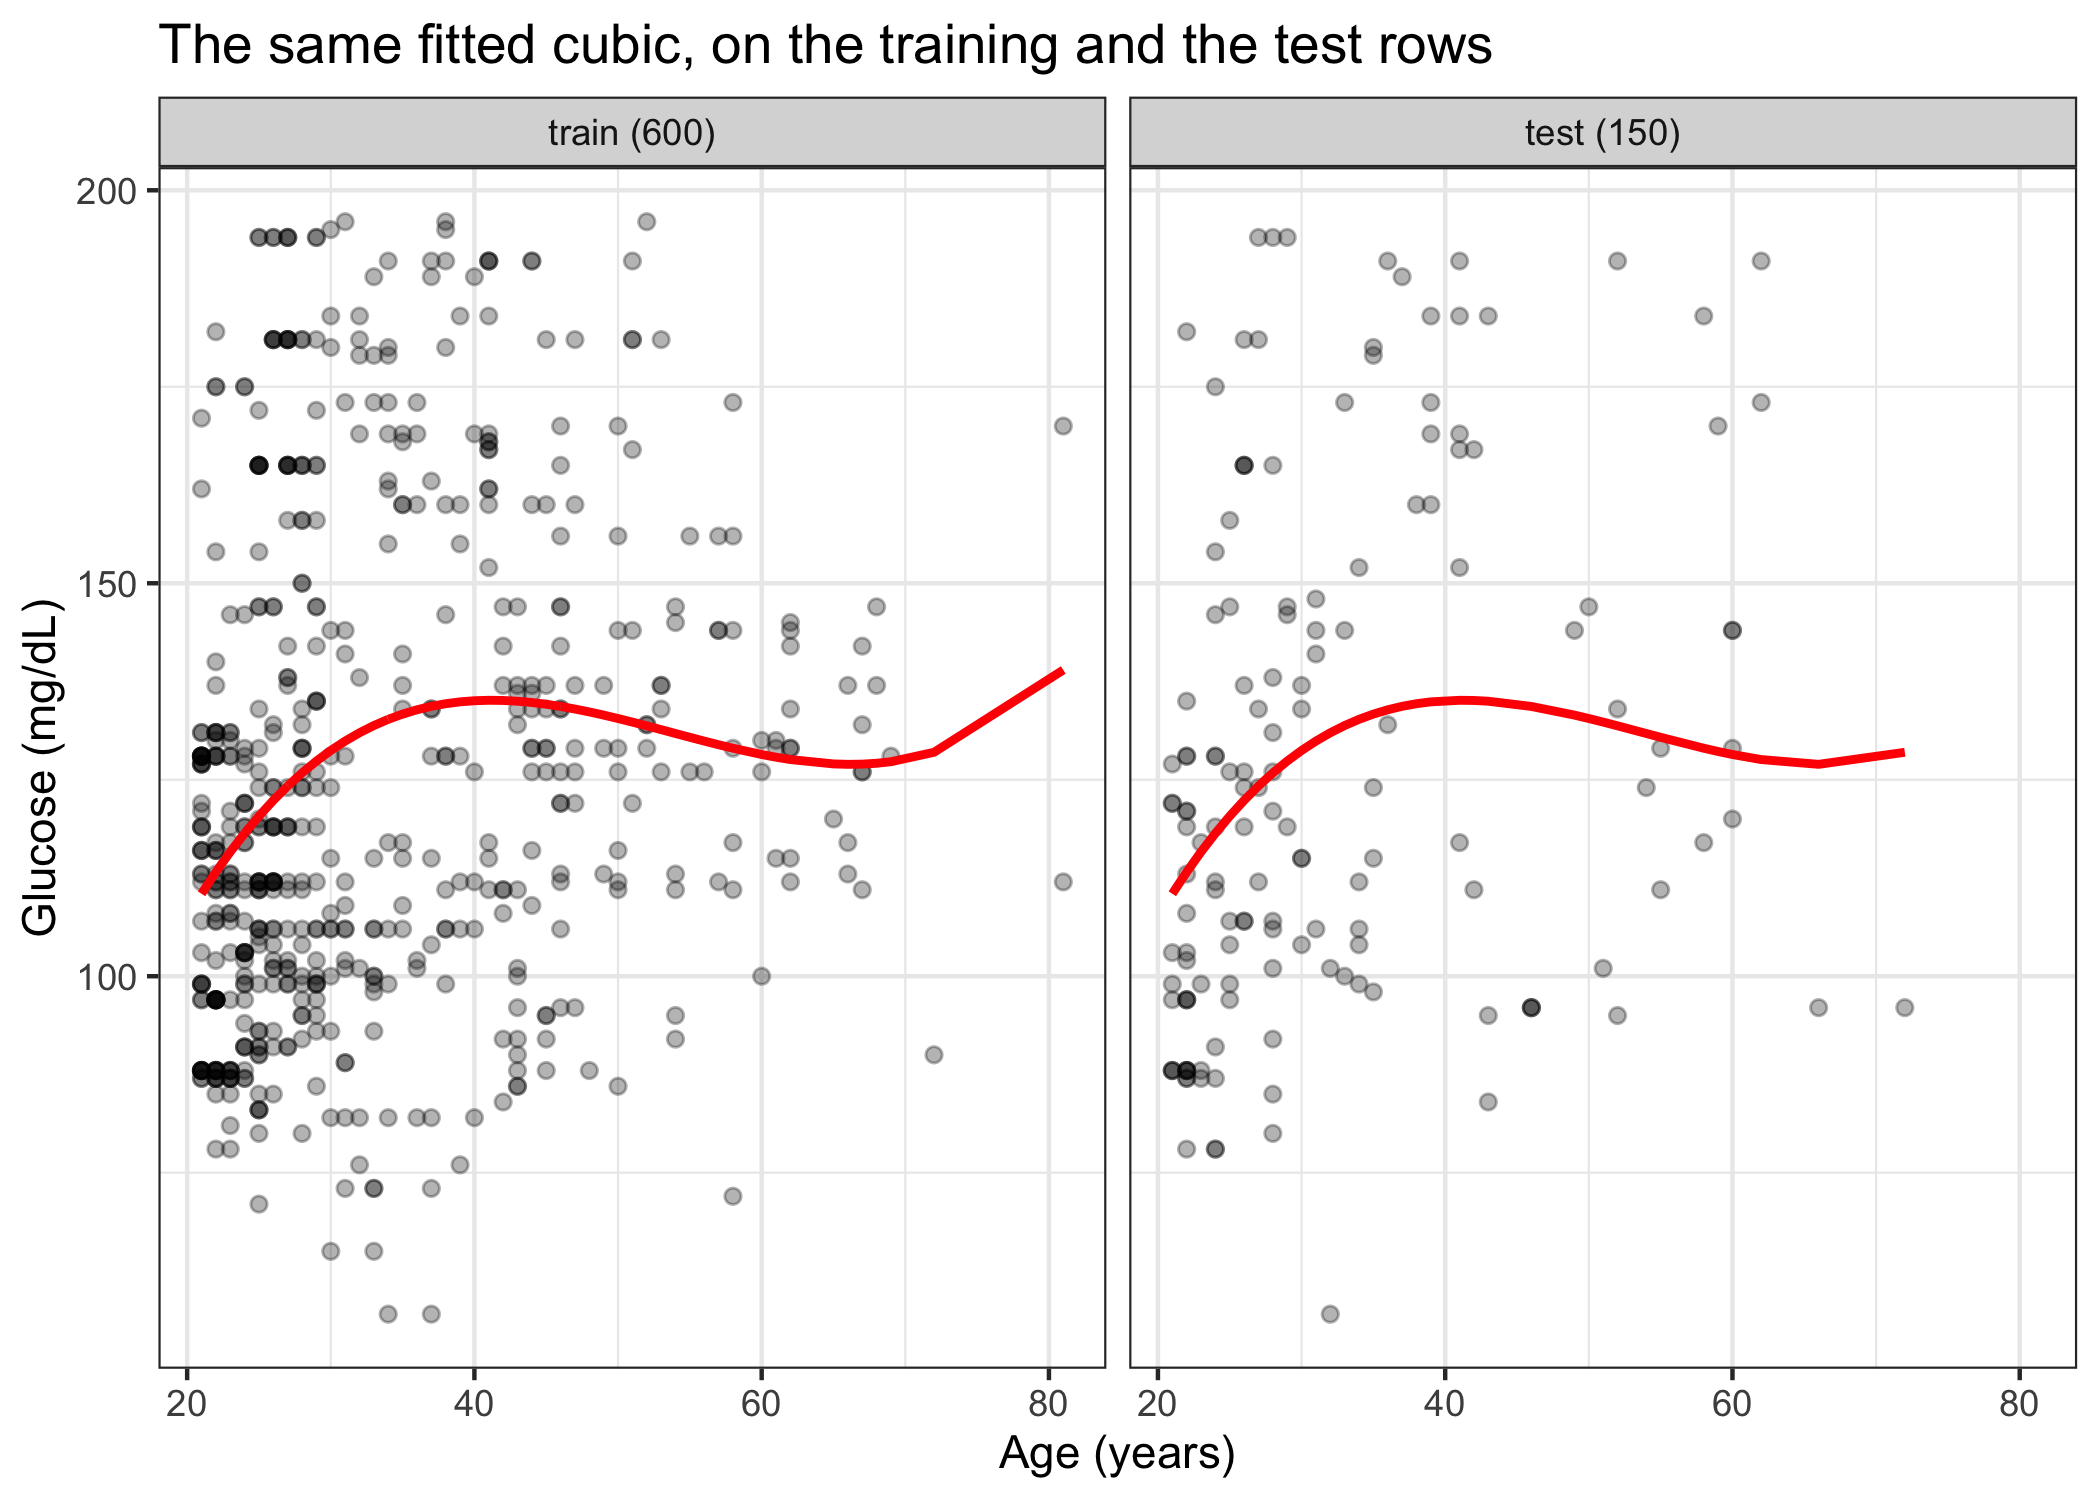 The same fitted cubic, on the training and the test rows
train (600)
test (150)
200
150
100
Glucose (mg/dL)
20 40 60 80
20 40 60 80
Age (years)